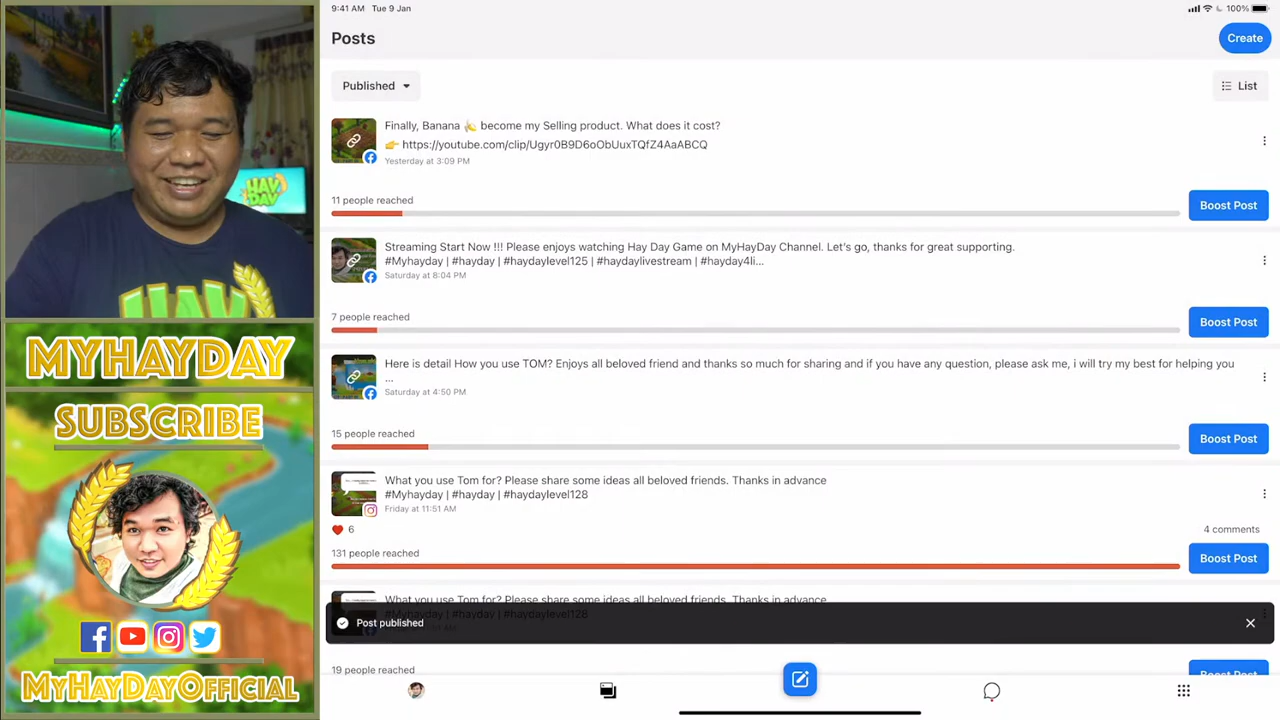 9:41 AM Tue 9 Jan
100%
Posts
Create
Published
List
Finally, Banana 🍌 become my Selling product. What does it cost?
👉 https://youtube.com/clip/Ugyr0B9D6oObUuxTQfZ4AaABCQ
Yesterday at 3:09 PM
11 people reached
Boost Post
Streaming Start Now !!! Please enjoys watching Hay Day Game on MyHayDay Channel. Let's go, thanks for great supporting.
#Myhayday | #hayday | #haydaylevel125 | #haydaylivestream | #hayday4li...
Saturday at 8:04 PM
7 people reached
Boost Post
Here is detail How you use TOM? Enjoys all beloved friend and thanks so much for sharing and if you have any question, please ask me, i will try my best for helping you
...
Saturday at 4:50 PM
15 people reached
Boost Post
What you use Tom for? Please share some ideas all beloved friends. Thanks in advance
#Myhayday | #hayday | #haydaylevel128
Friday at 11:51 AM
6
4 comments
131 people reached
Boost Post
What you use Tom for? Please share some ideas all beloved friends. Thanks in advance
#Myhayday | #hayday | #haydaylevel128
Post published
19 people reached
Boost Post
HAY
DAY
HAY
MYHAYDAY
SUBSCRIBE
MYHAYDAYOFFICIAL